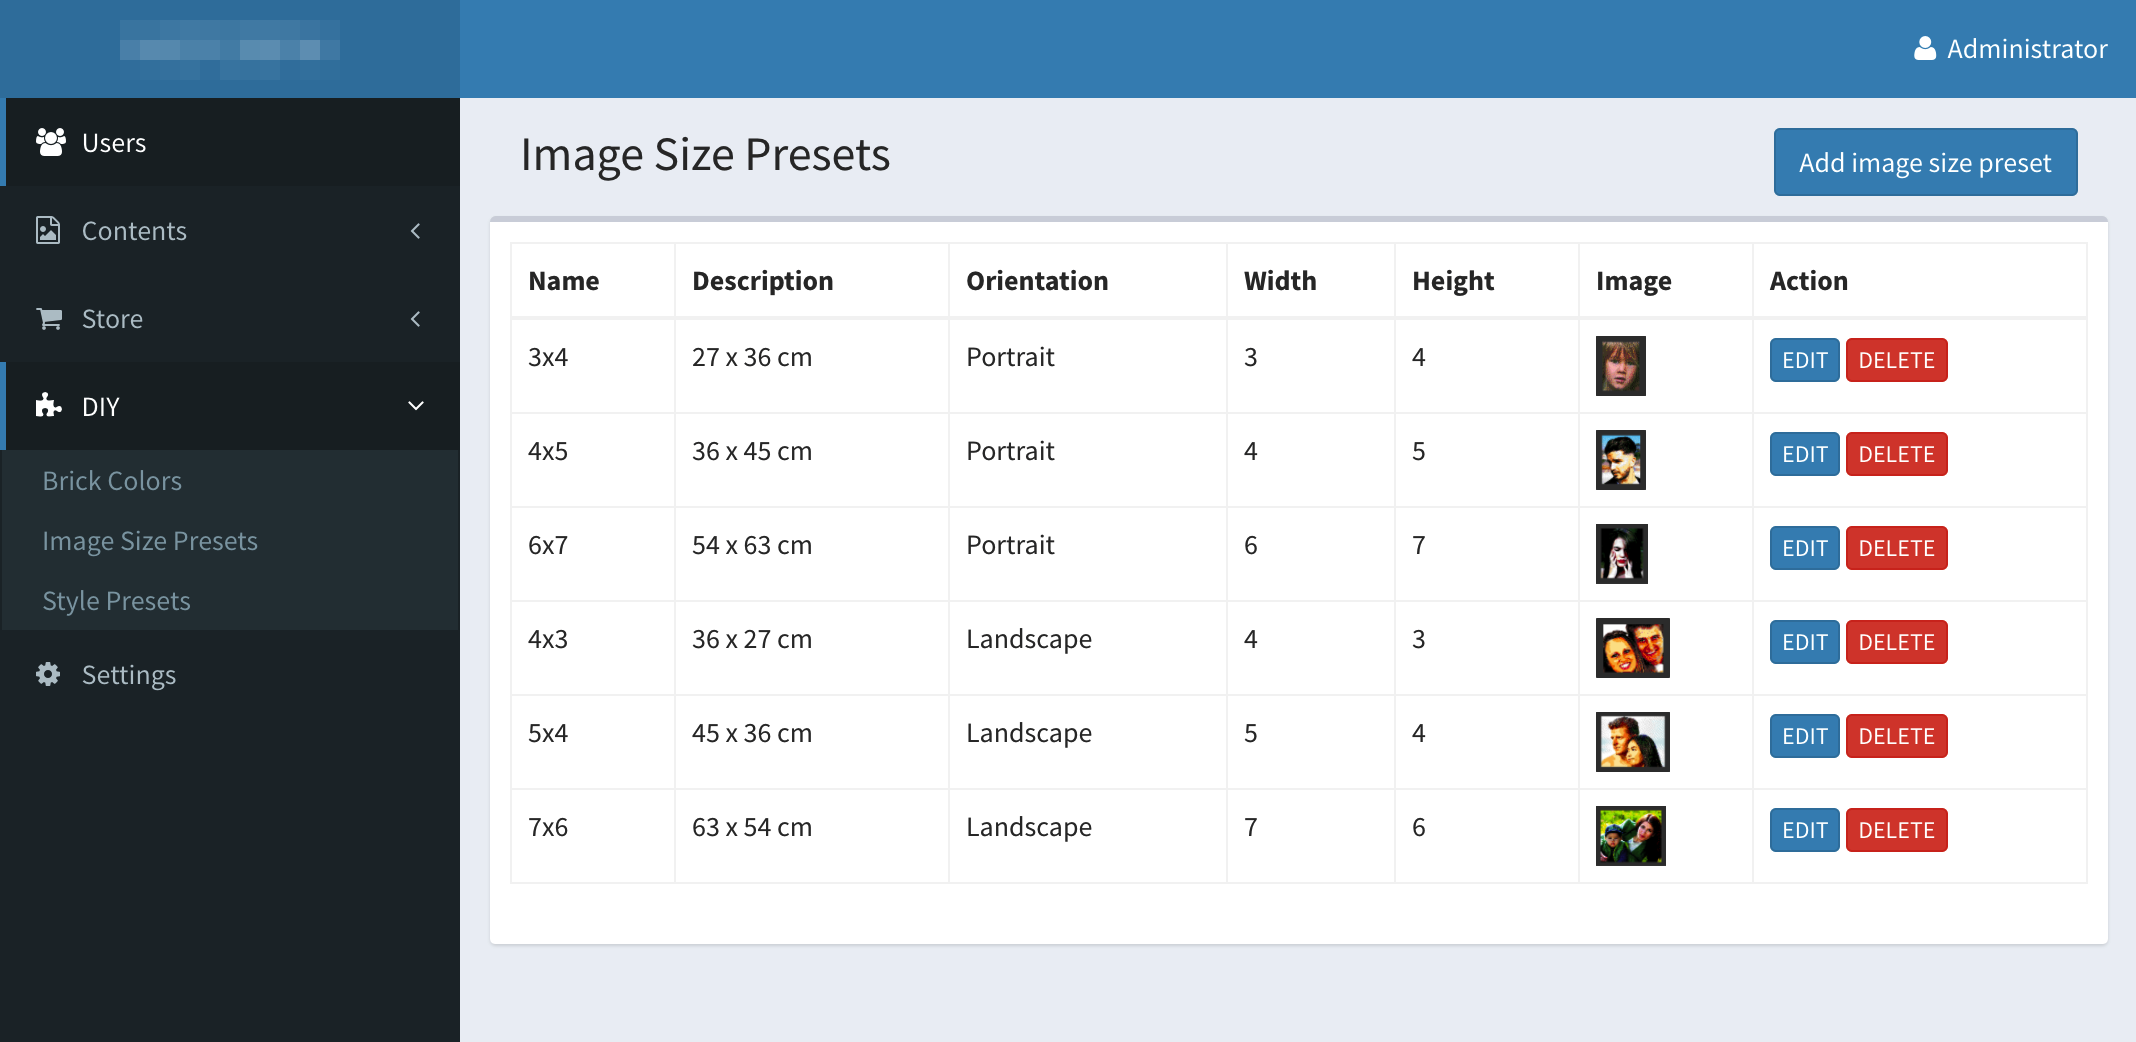 Administrator
Users
Contents
Store
DIY
Brick Colors
Image Size Presets
Style Presets
Settings
Image Size Presets
Add image size preset
Name Description Orientation Width Height Image Action
3x4 27 x 36 cm Portrait 3 4 EDIT DELETE
4x5 36 x 45 cm Portrait 4 5 EDIT DELETE
6x7 54 x 63 cm Portrait 6 7 EDIT DELETE
4x3 36 x 27 cm Landscape 4 3 EDIT DELETE
5x4 45 x 36 cm Landscape 5 4 EDIT DELETE
7x6 63 x 54 cm Landscape 7 6 EDIT DELETE